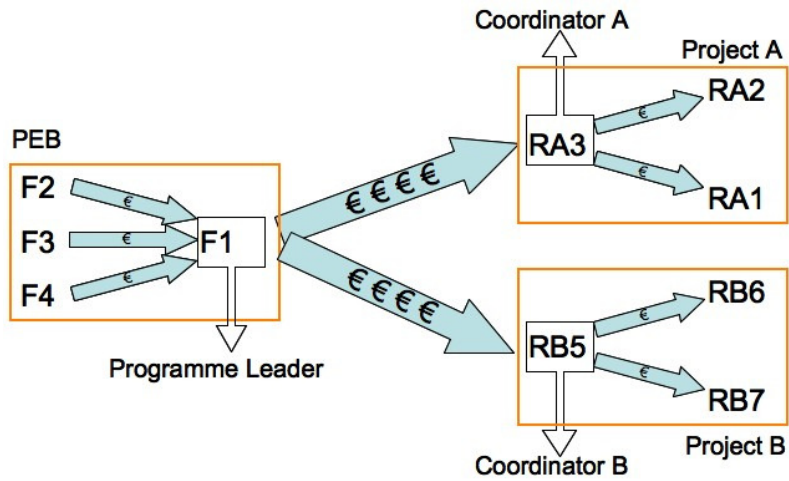 Coordinator A
Project A
RA2
€
RA3
€
RA1
PEB
F2
€
F3
€
F1
F4
€
Programme Leader
€ € € €
€ € € €
RB6
€
RB5
€
RB7
Project B
Coordinator B